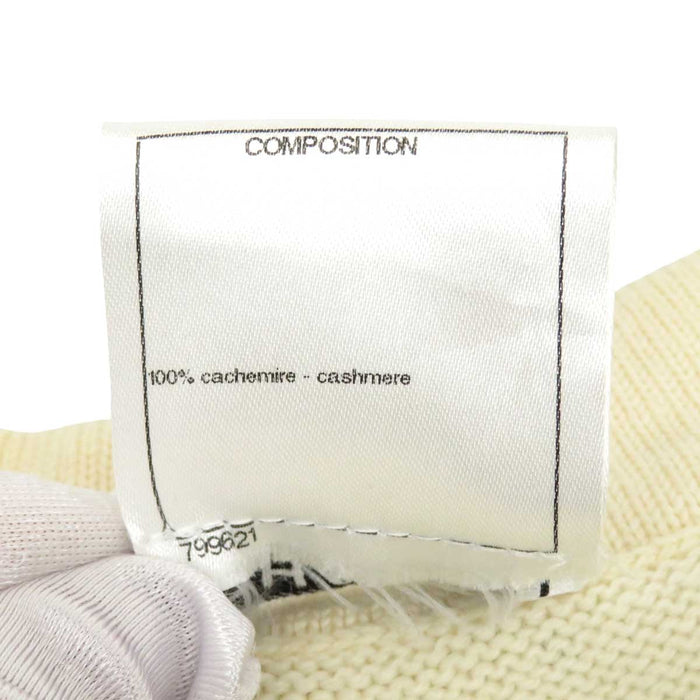 COMPOSITION
100% cachemire - cashmere
799621